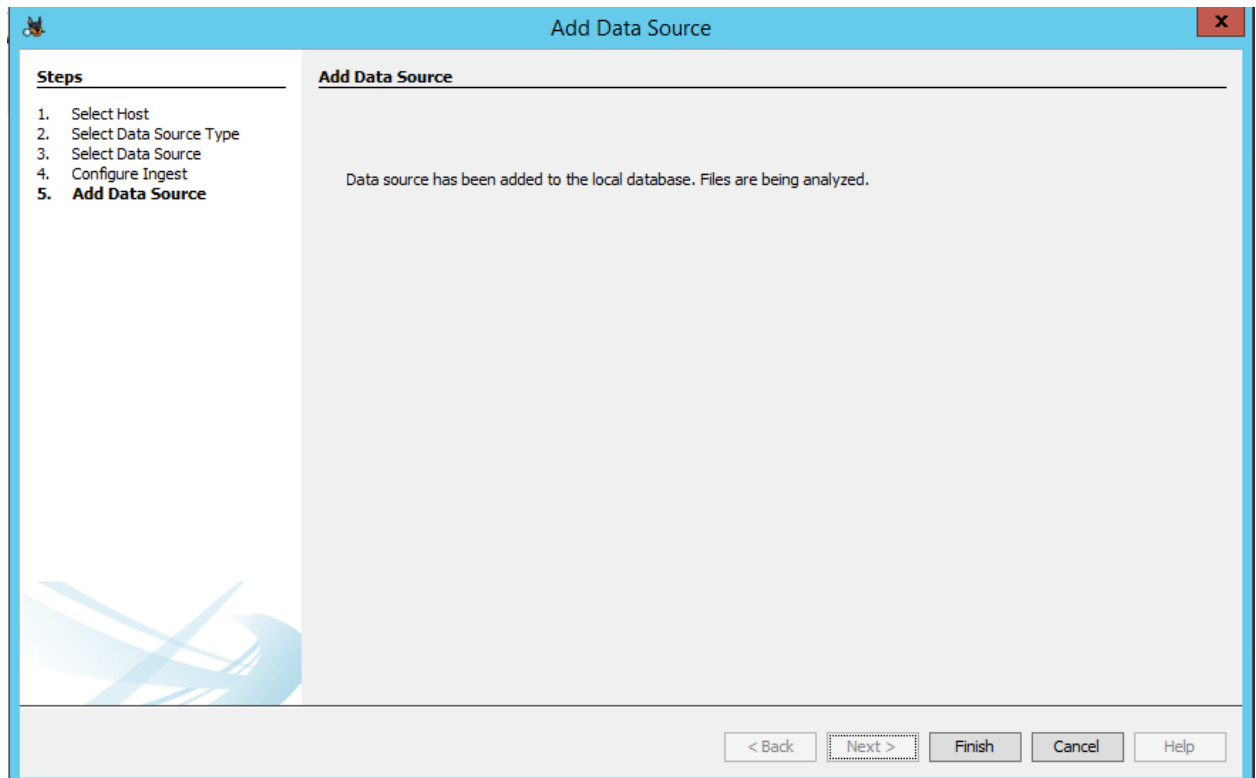 Add Data Source
x
Steps
Add Data Source
1. Select Host
2. Select Data Source Type
3. Select Data Source
4. Configure Ingest
5. Add Data Source
Data source has been added to the local database. Files are being analyzed.
< Back Next > Finish Cancel Help